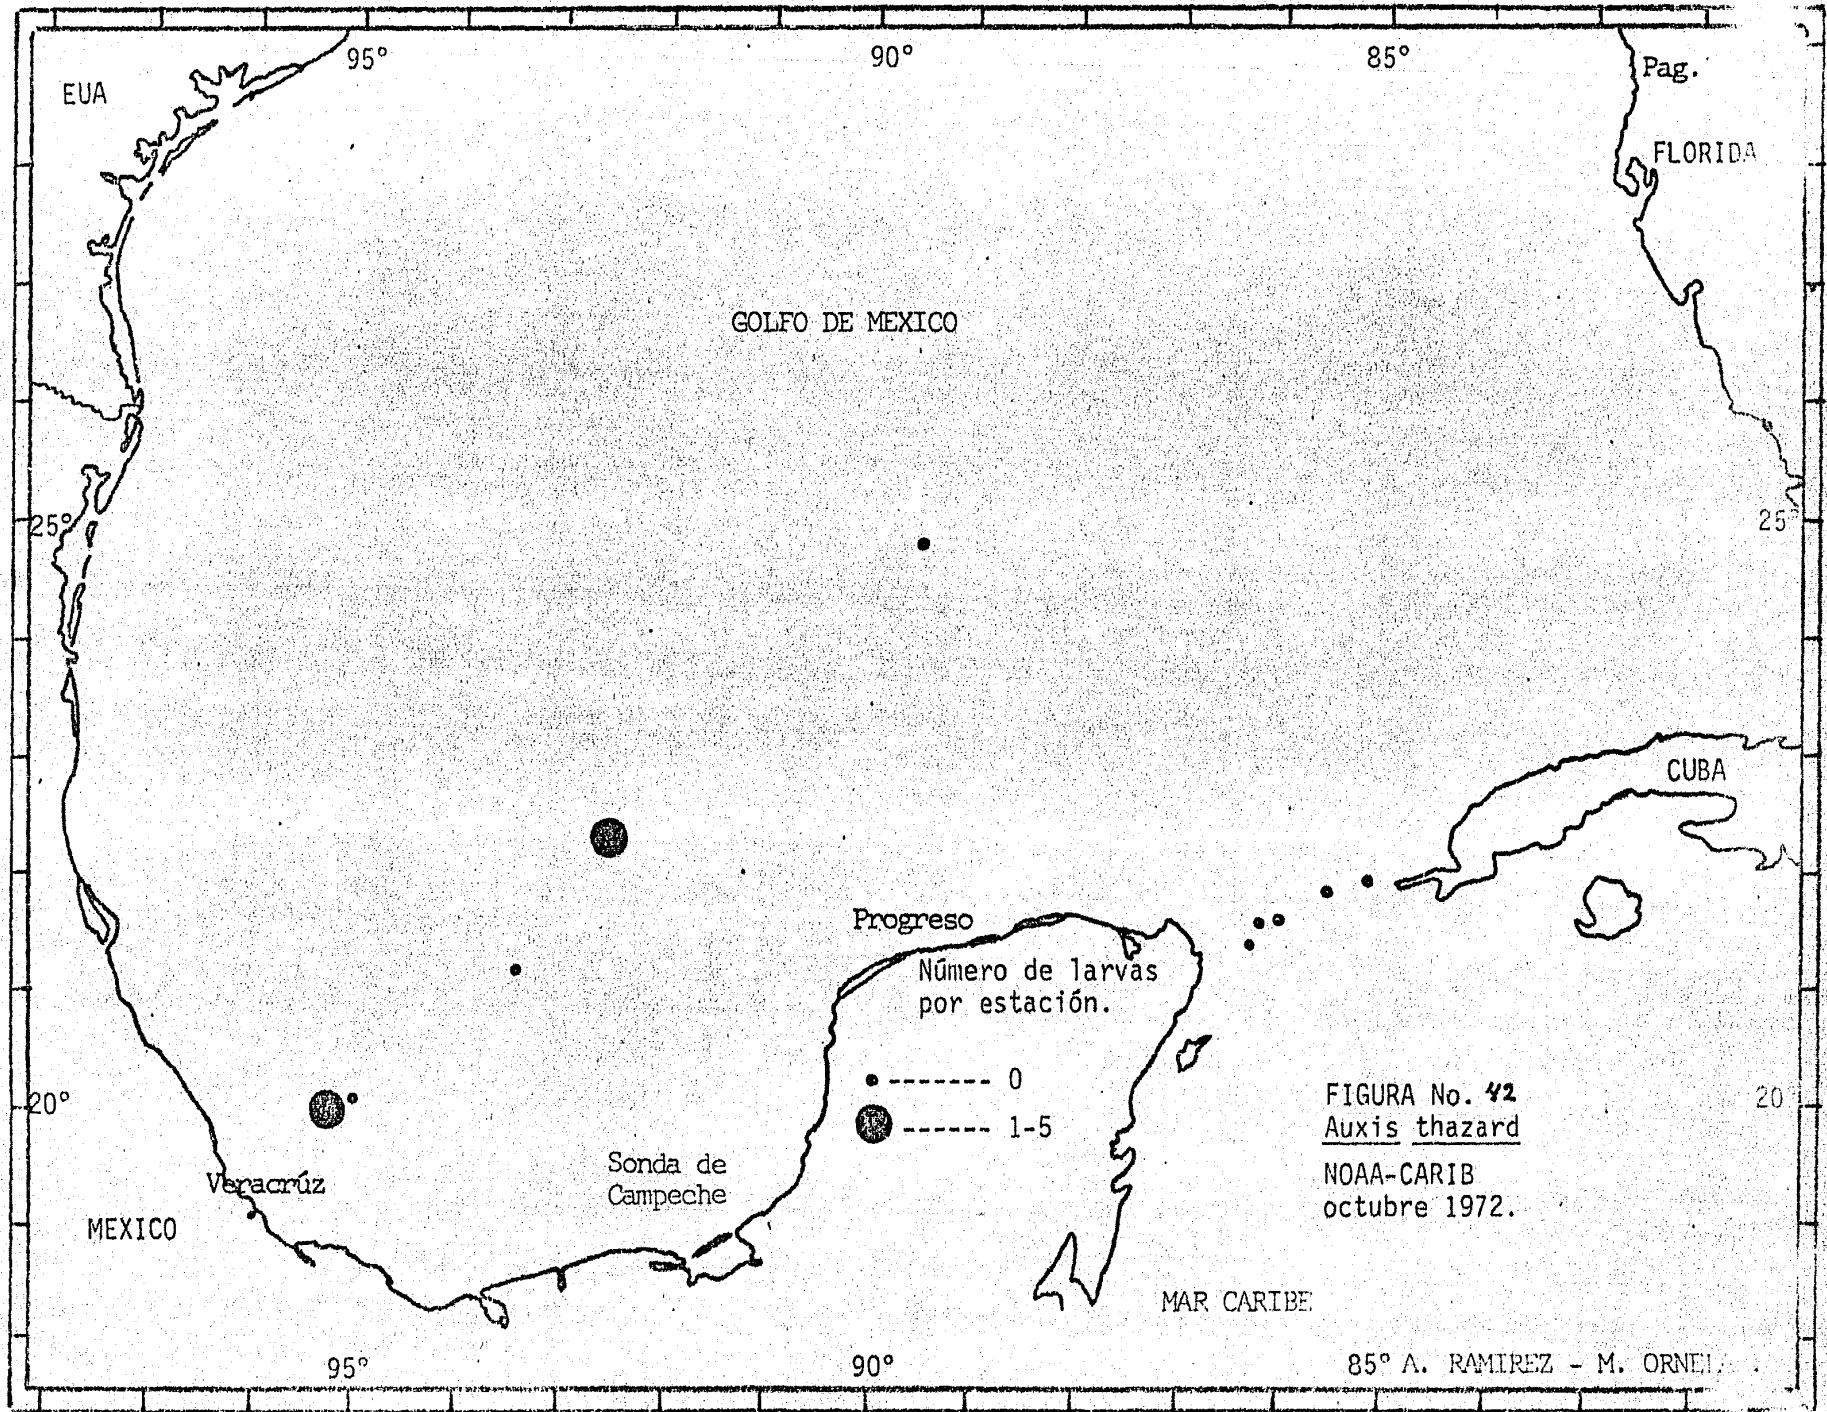 95° 90° 85°
Pag.
EUA
FLORIDA
GOLFO DE MEXICO
25° 25°
CUBA
Progreso
Número de larvas
por estación.
0
1-5
20° 20
FIGURA No. 42
Auxis thazard
NOAA-CARIB
octubre 1972.
Sonda de
Campeche
Veracrúz
MEXICO
MAR CARIBE
95° 90° 85° A. RAMIREZ - M.